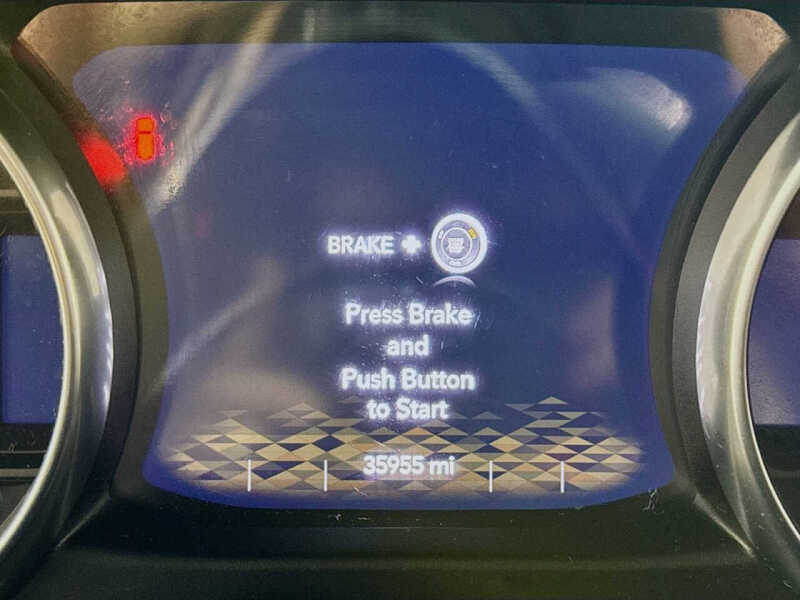 BRAKE +
Press Brake
and
Push Button
to Start
35955 mi